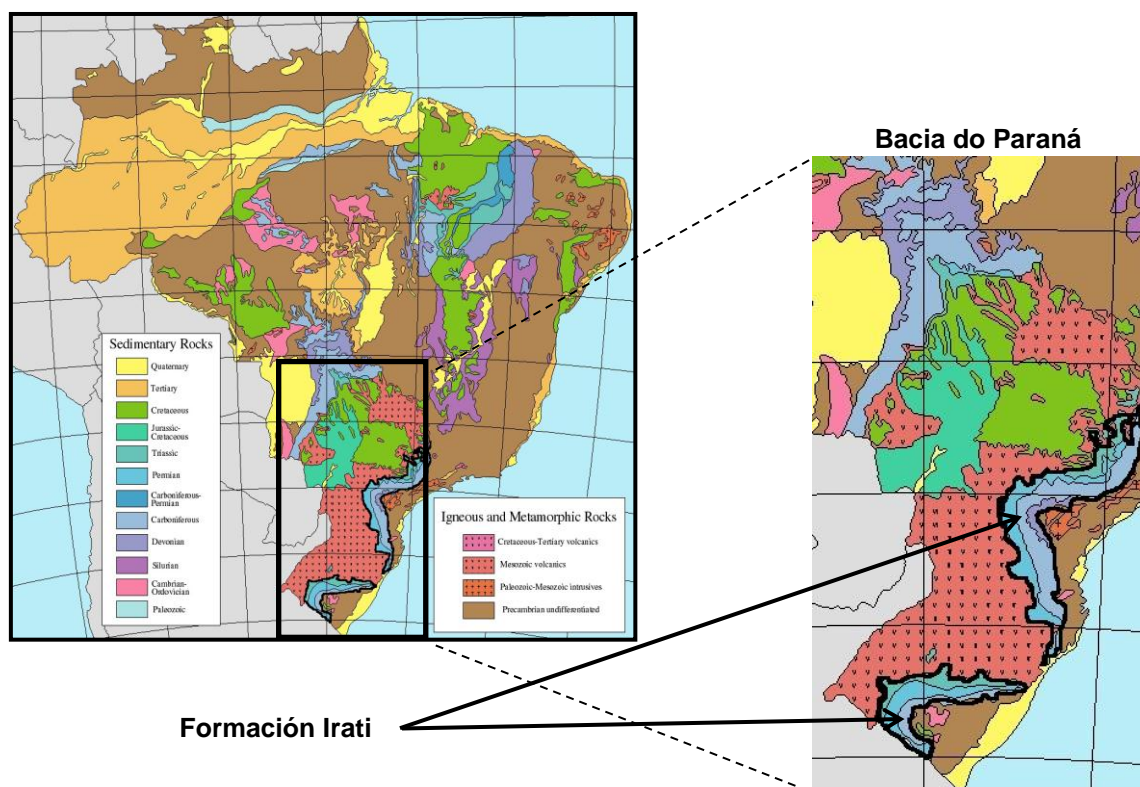 Bacia do Paraná
Sedimentary Rocks
Quaternary
Tertiary
Cretaceous
Jurassic-
Cretaceous
Triassic
Permian
Carboniferous-
Permian
Carboniferous
Devonian
Silurian
Cambrian-
Ordovician
Paleozoic
Igneous and Metamorphic Rocks
Cretaceous-Tertiary volcanics
Mesozoic volcanics
Paleozoic-Mesozoic intrusives
Precambrian undifferentiated
Formación Irati